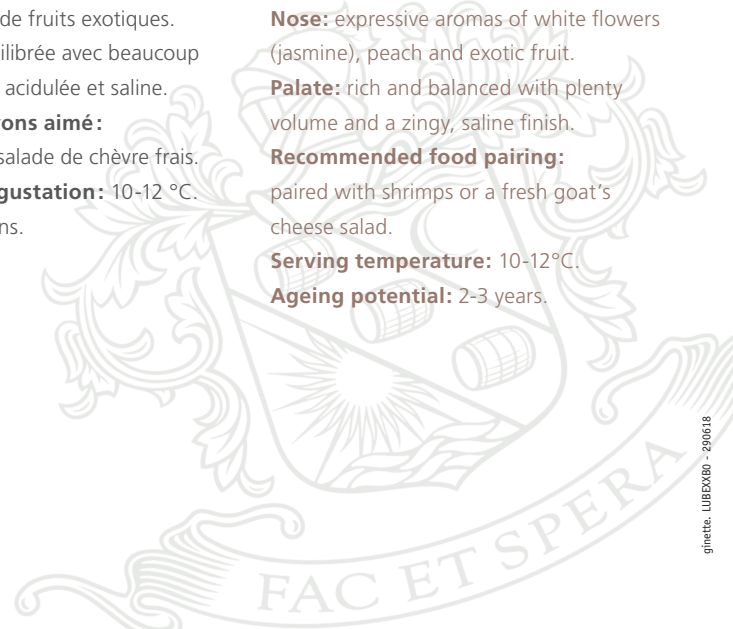 de fruits exotiques.
ilibrée avec beaucoup
acidulée et saline.
ons aimé :
salade de chèvre frais.
gustation : 10-12 °C.
ns.
Nose: expressive aromas of white flowers
(jasmine), peach and exotic fruit.
Palate: rich and balanced with plenty
volume and a zingy, saline finish.
Recommended food pairing:
paired with shrimps or a fresh goat's
cheese salad.
Serving temperature: 10-12°C.
Ageing potential: 2-3 years.
FAC ET SPERA
ginette. LUBEXXB0 - 290618